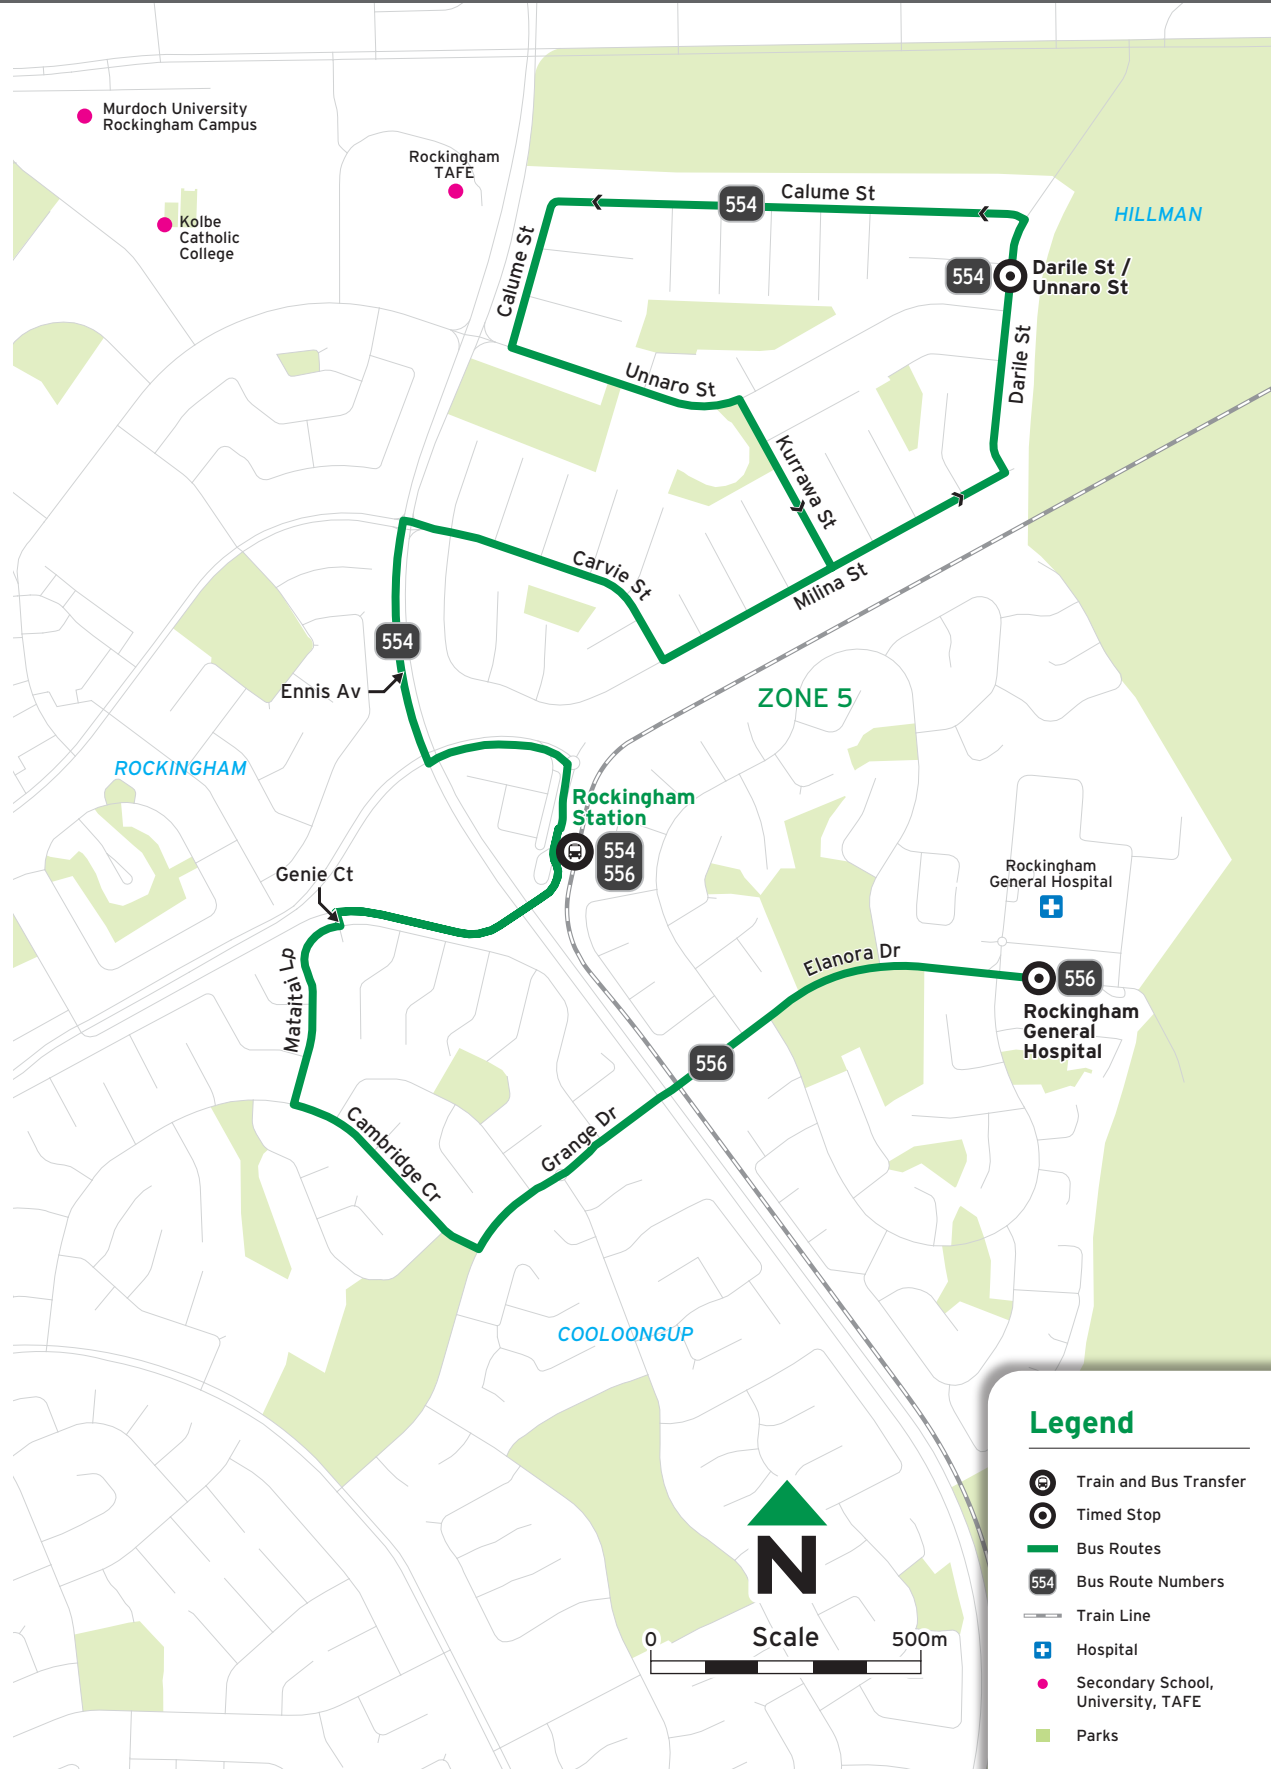 Murdoch University
Rockingham Campus
Rockingham
TAFE
Kolbe
Catholic
College
554
Calume St
HILLMAN
Calume St
554
Darile St /
Unnaro St
Darile St
Unnaro St
Kurrawa St
Carvie St
Milina St
554
Ennis Av
ZONE 5
ROCKINGHAM
Rockingham
Station
554
556
Genie Ct
Rockingham
General Hospital
Mataitai Lp
Elanora Dr
556
Rockingham
General
Hospital
556
Cambridge Cr
Grange Dr
COOLOONGUP
N
Scale
0
500m
Legend
Train and Bus Transfer
Timed Stop
Bus Routes
554
Bus Route Numbers
Train Line
Hospital
Secondary School,
University, TAFE
Parks